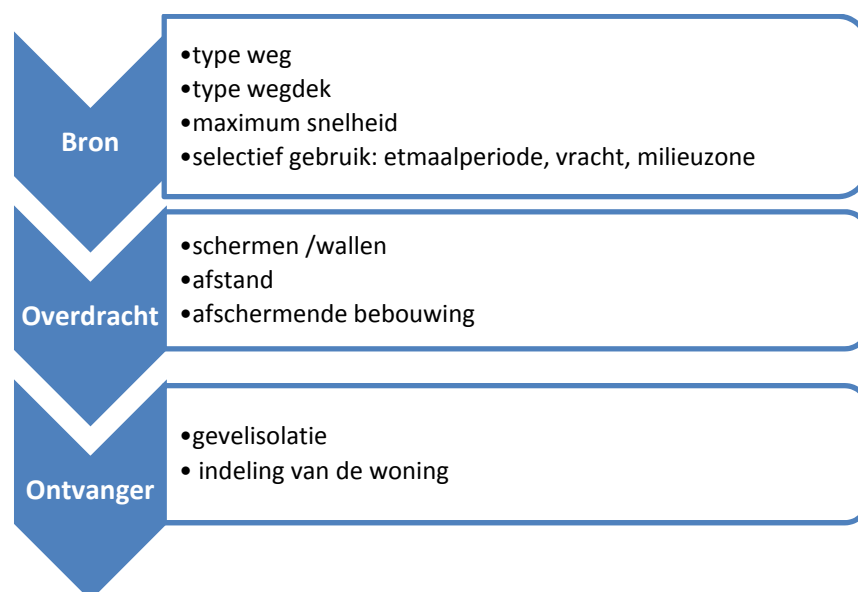 Bron
•type weg
•type wegdek
•maximum snelheid
•selectief gebruik: etmaalperiode, vracht, milieuzone
Overdracht
•schermen /wallen
•afstand
•afschermende bebouwing
Ontvanger
•gevelisolatie
• indeling van de woning